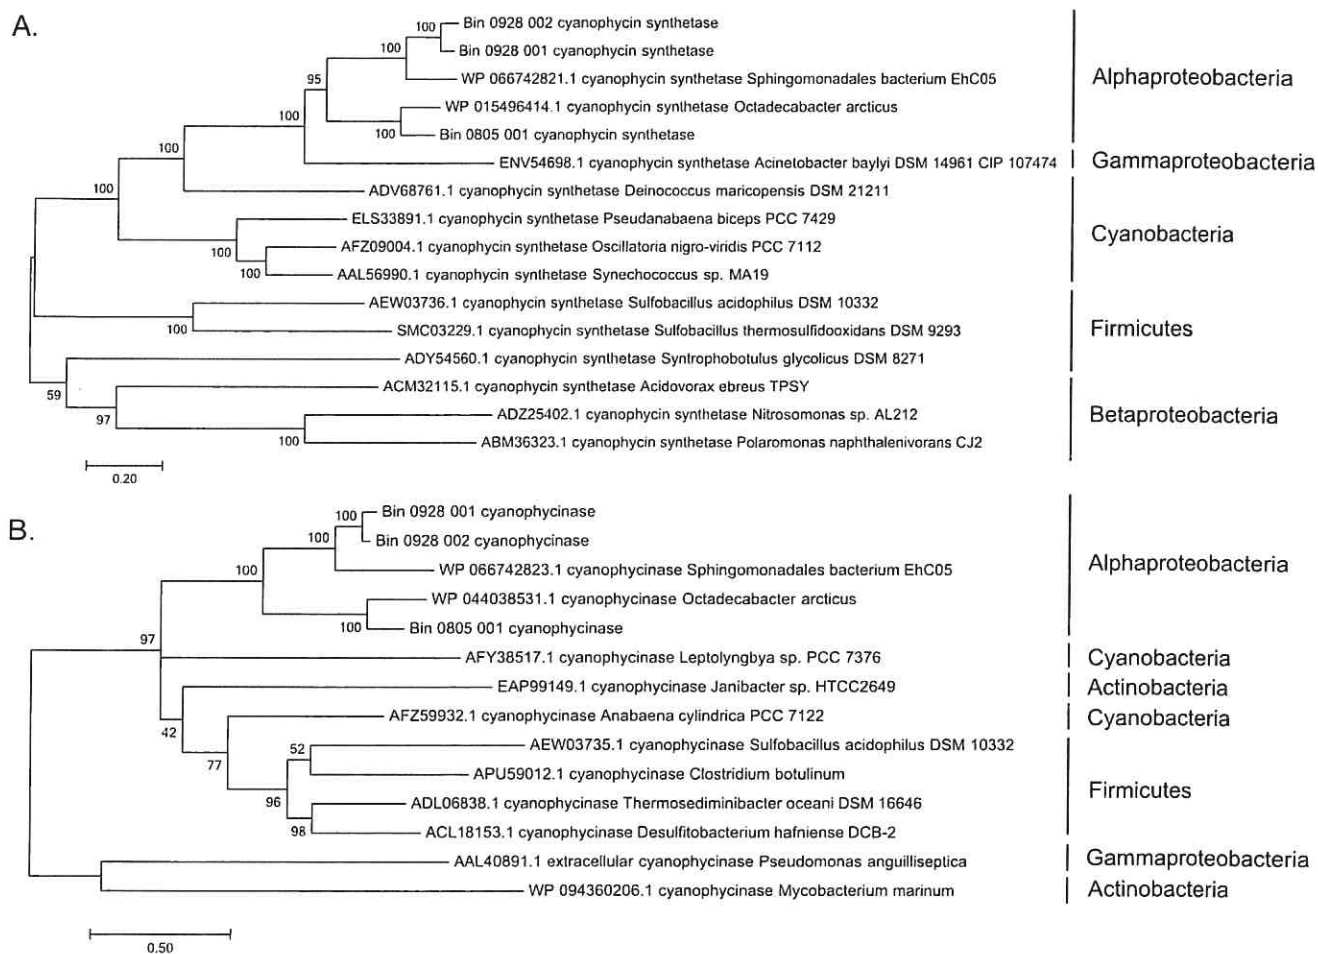 A.
100
Bin 0928 002 cyanophycin synthetase
100
Bin 0928 001 cyanophycin synthetase
95
WP 066742821.1 cyanophycin synthetase Sphingomonadales bacterium EhC05
Alphaproteobacteria
100
WP 015496414.1 cyanophycin synthetase Octadecabacter arcticus
100
Bin 0805 001 cyanophycin synthetase
100
ENV54698.1 cyanophycin synthetase Acinetobacter baylyi DSM 14961 CIP 107474
Gammaproteobacteria
100
ADV68761.1 cyanophycin synthetase Deinococcus maricopensis DSM 21211
ELS33891.1 cyanophycin synthetase Pseudanabaena biceps PCC 7429
Cyanobacteria
100
AFZ09004.1 cyanophycin synthetase Oscillatoria nigro-viridis PCC 7112
100
AAL56990.1 cyanophycin synthetase Synechococcus sp. MA19
AEW03736.1 cyanophycin synthetase Sulfobacillus acidophilus DSM 10332
100
SMC03229.1 cyanophycin synthetase Sulfobacillus thermosulfidooxidans DSM 9293
Firmicutes
ADY54560.1 cyanophycin synthetase Syntrophobotulus glycolicus DSM 8271
59
ACM32115.1 cyanophycin synthetase Acidovorax ebreus TPSY
97
ADZ25402.1 cyanophycin synthetase Nitrosomonas sp. AL212
Betaproteobacteria
100
ABM36323.1 cyanophycin synthetase Polaromonas naphthalenivorans CJ2
0.20
B.
100
Bin 0928 001 cyanophycinase
100
Bin 0928 002 cyanophycinase
100
WP 066742823.1 cyanophycinase Sphingomonadales bacterium EhC05
Alphaproteobacteria
WP 044038531.1 cyanophycinase Octadecabacter arcticus
100
Bin 0805 001 cyanophycinase
97
AFY38517.1 cyanophycinase Leptolyngbya sp. PCC 7376
Cyanobacteria
EAP99149.1 cyanophycinase Janibacter sp. HTCC2649
Actinobacteria
42
AFZ59932.1 cyanophycinase Anabaena cylindrica PCC 7122
Cyanobacteria
77
52
AEW03735.1 cyanophycinase Sulfobacillus acidophilus DSM 10332
APU59012.1 cyanophycinase Clostridium botulinum
Firmicutes
96
ADL06838.1 cyanophycinase Thermosediminibacter oceani DSM 16646
98
ACL18153.1 cyanophycinase Desulfitobacterium hafniense DCB-2
AAL40891.1 extracellular cyanophycinase Pseudomonas anguilliseptica
Gammaproteobacteria
WP 094360206.1 cyanophycinase Mycobacterium marinum
Actinobacteria
0.50